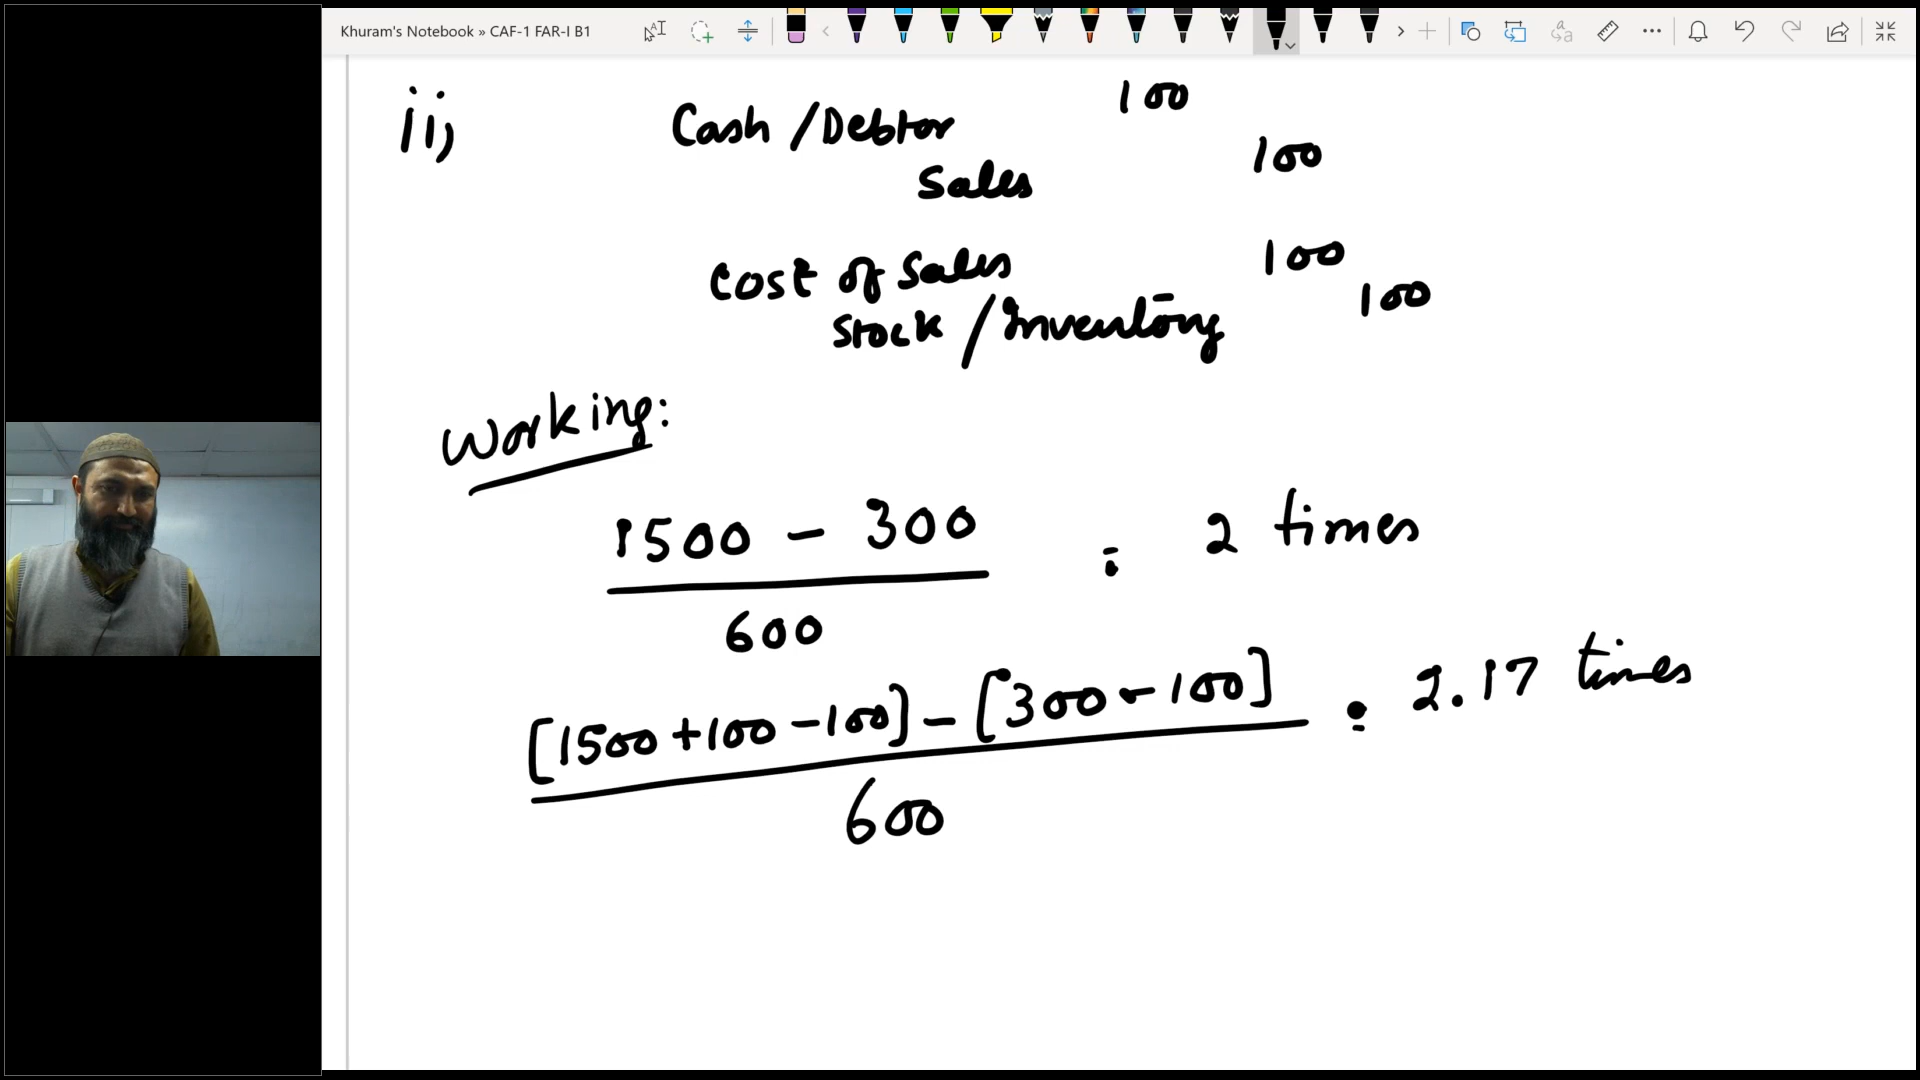 Khuram's Notebook » CAF-1 FAR-I B1
ii,
Cash / Debtor 100
Sales 100
Cost of Sales 100
Stock / Inventory 100
Working:
1500 - 300 = 2 times
600
[1500+100-100] - [300-100] = 2.17 times
600